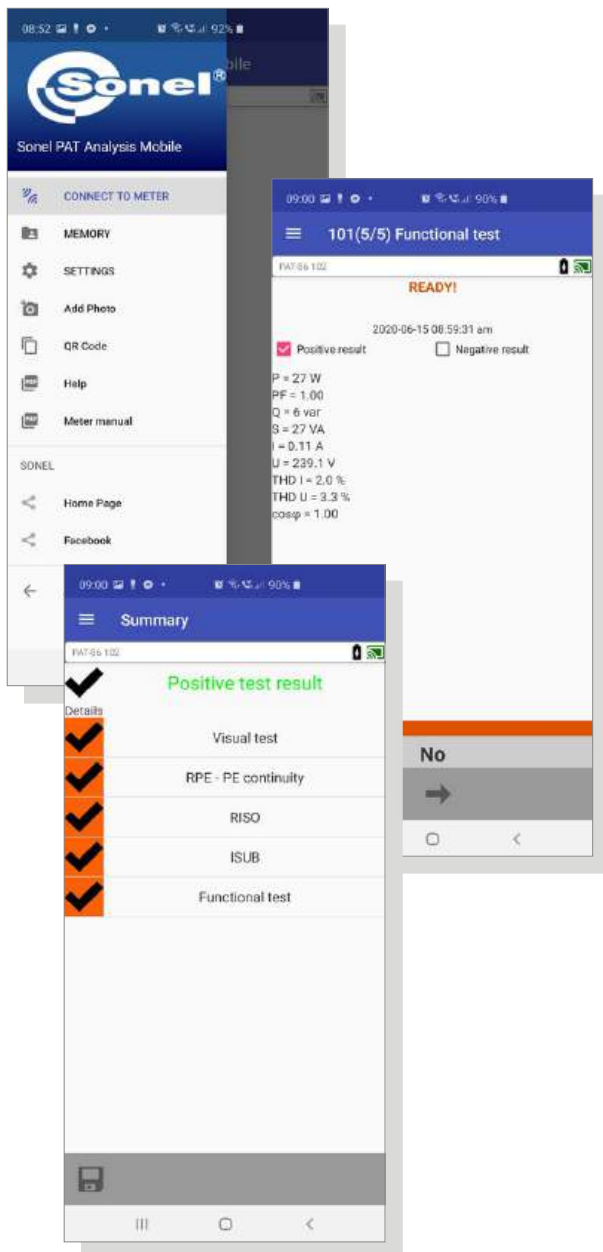 08:52 92%
bile
Sonel®
Sonel PAT Analysis Mobile
CONNECT TO METER
MEMORY
SETTINGS
Add Photo
QR Code
Help
Meter manual
SONEL
Home Page
Facebook
09:00 90%
101(5/5) Functional test
PAT-86 102
READY!
2020-06-15 08:59:31 am
Positive result Negative result
P = 27 W
PF = 1.00
Q = 6 var
S = 27 VA
I = 0.11 A
U = 239.1 V
THD I = 2.0 %
THD U = 3.3 %
cosφ = 1.00
No
09:00 90%
Summary
PAT-86 102
Positive test result
Details
Visual test
RPE - PE continuity
RISO
ISUB
Functional test